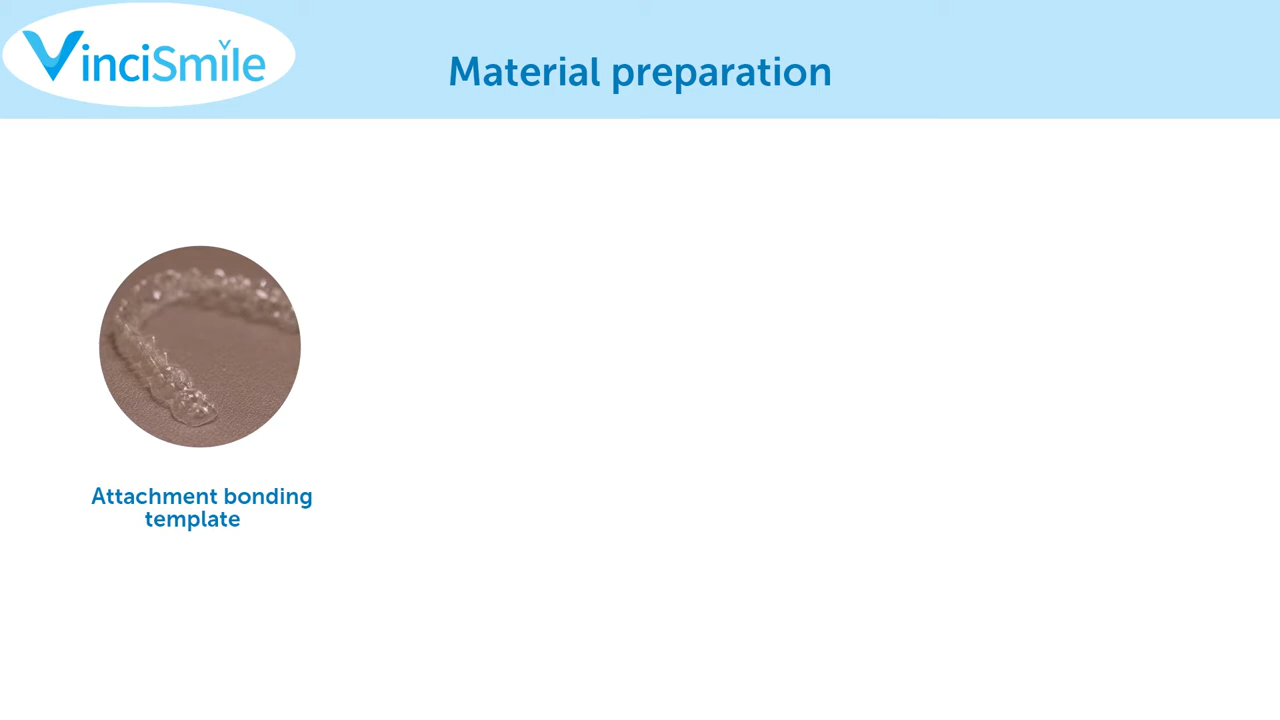 VinciSmile
Material preparation
Attachment bonding
template